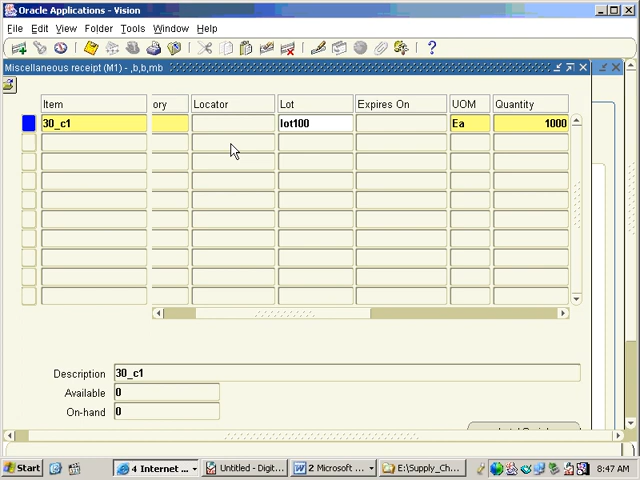 Oracle Applications - Vision
File Edit View Folder Tools Window Help
Miscellaneous receipt (M1) - ,b,b,mb
Item ory Locator Lot Expires On UOM Quantity
30_c1 lot100 Ea 1000
Description 30_c1
Available 0
On-hand 0
Start 4 Internet ... Untitled - Digit... 2 Microsoft ... E:\Supply_Ch... 8:47 AM